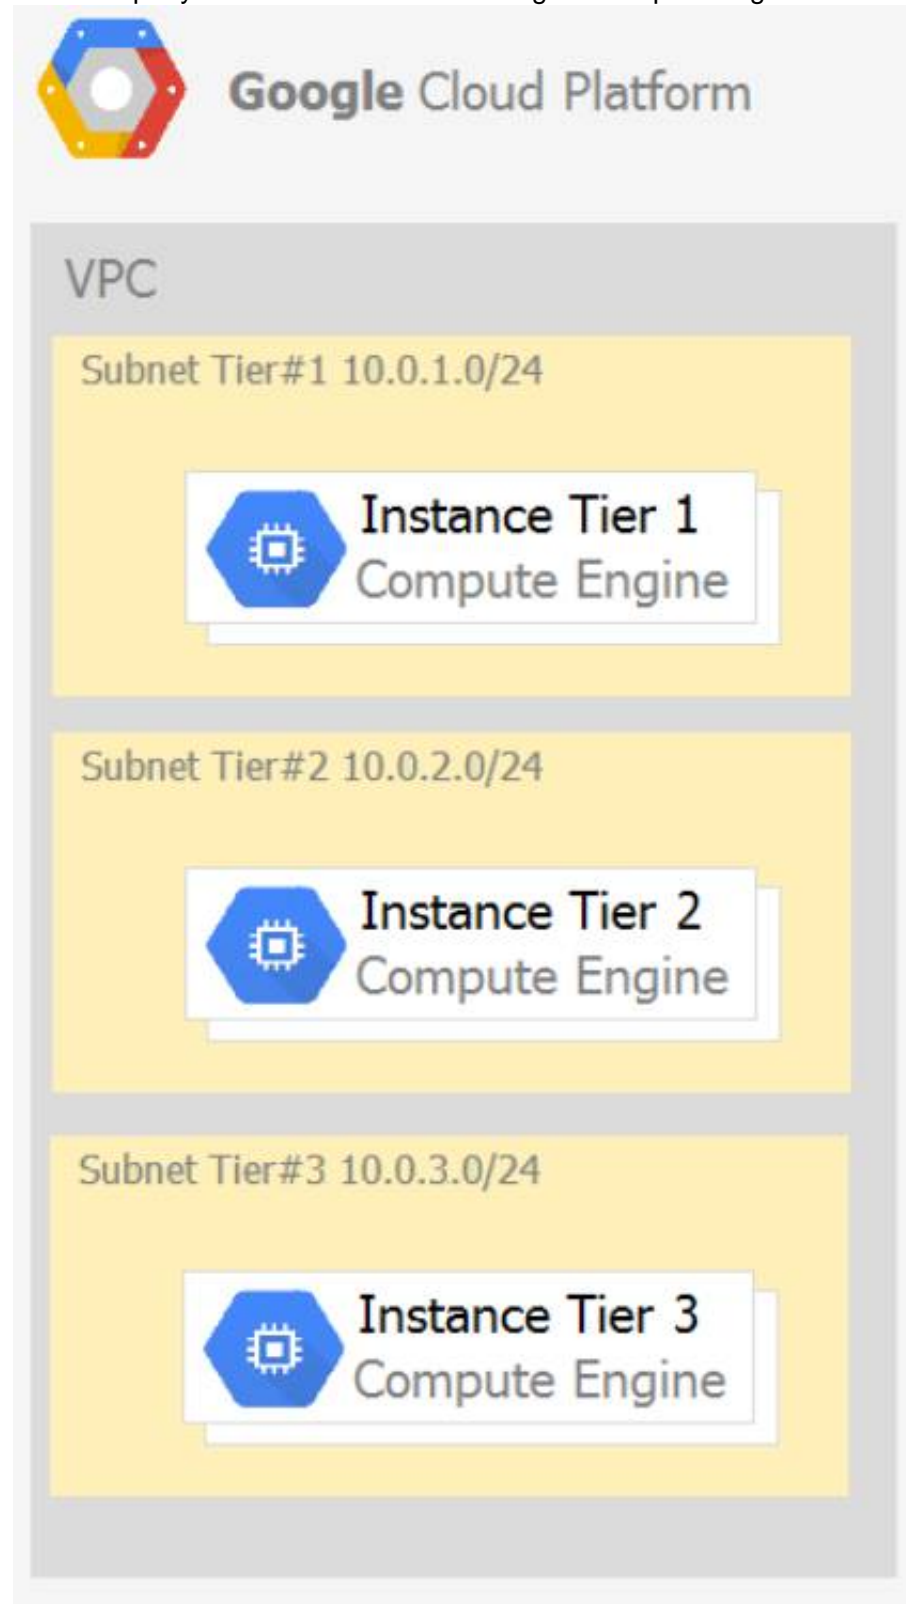 Google Cloud Platform
VPC
Subnet Tier#1 10.0.1.0/24
Instance Tier 1
Compute Engine
Subnet Tier#2 10.0.2.0/24
Instance Tier 2
Compute Engine
Subnet Tier#3 10.0.3.0/24
Instance Tier 3
Compute Engine